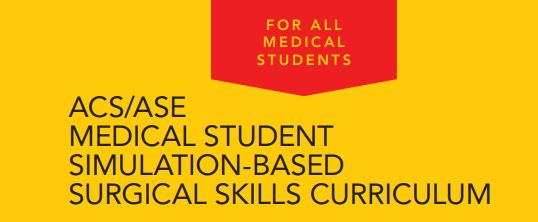 FOR ALL
MEDICAL
STUDENTS
ACS/ASE
MEDICAL STUDENT
SIMULATION-BASED
SURGICAL SKILLS CURRICULUM